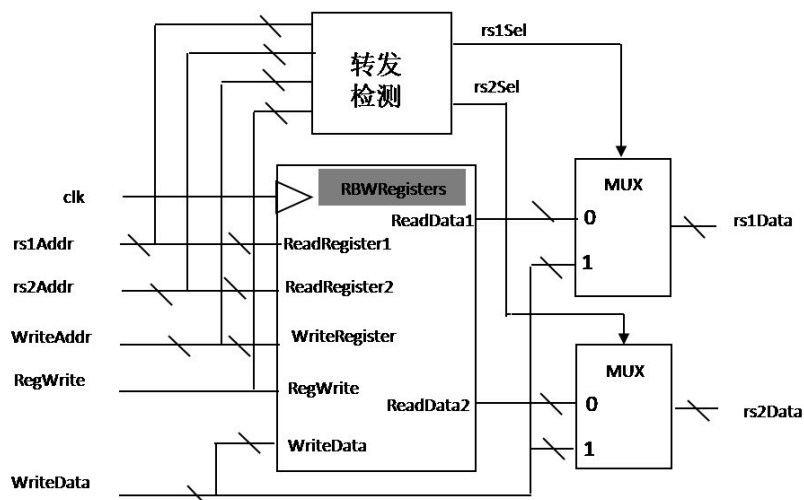 rs1Sel
转发
检测
rs2Sel
RBWRegisters
MUX
clk
ReadData1
0
rs1Data
rs1Addr
ReadRegister1
1
rs2Addr
ReadRegister2
WriteAddr
WriteRegister
MUX
RegWrite
RegWrite
ReadData2
0
rs2Data
WriteData
1
WriteData